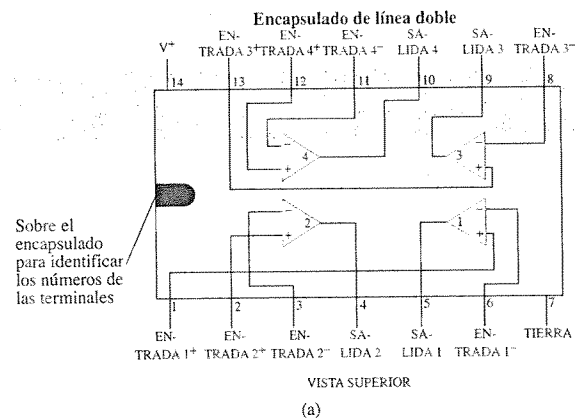 Encapsulado de línea doble
V⁺
EN-
TRADA 3⁺
EN-
TRADA 4⁺
EN-
TRADA 4⁻
SA-
LIDA 4
SA-
LIDA 3
EN-
TRADA 3⁻
14 13 12 11 10 9 8
4
3
2
1
− + − + − + − +
Sobre el
encapsulado
para identificar
los números de
las terminales
1 2 3 4 5 6 7
EN-
TRADA 1⁺
EN-
TRADA 2⁺
EN-
TRADA 2⁻
SA-
LIDA 2
SA-
LIDA 1
EN-
TRADA 1⁻
TIERRA
VISTA SUPERIOR
(a)